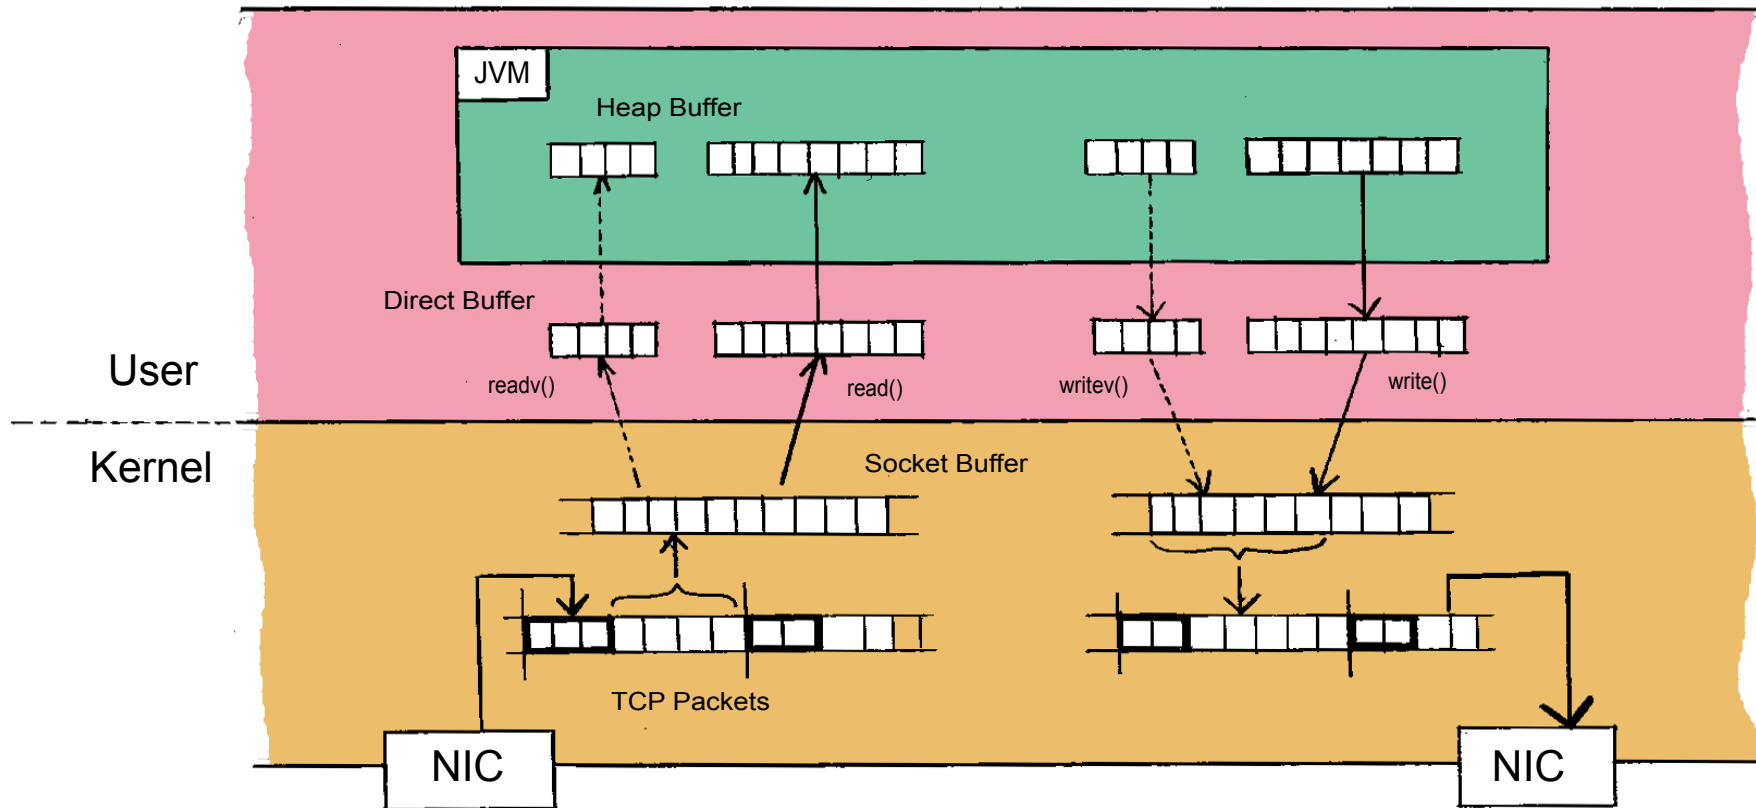 JVM
Heap Buffer
Direct Buffer
User
readv()
read()
writev()
write()
Kernel
Socket Buffer
TCP Packets
NIC
NIC